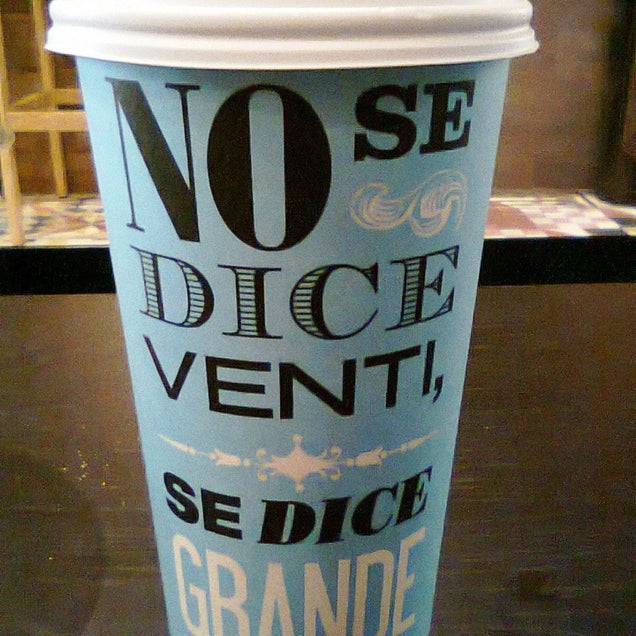 NO SE
DICE
VENTI,
SE DICE
GRANDE